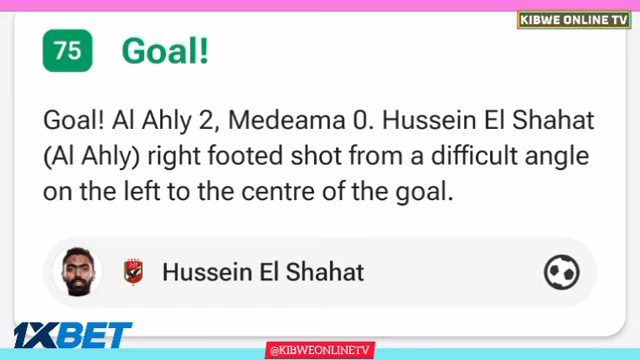 KIBWE ONLINE TV
75 Goal!
Goal! Al Ahly 2, Medeama 0. Hussein El Shahat
(Al Ahly) right footed shot from a difficult angle
on the left to the centre of the goal.
Hussein El Shahat
1XBET
@KIBWEONLINETV